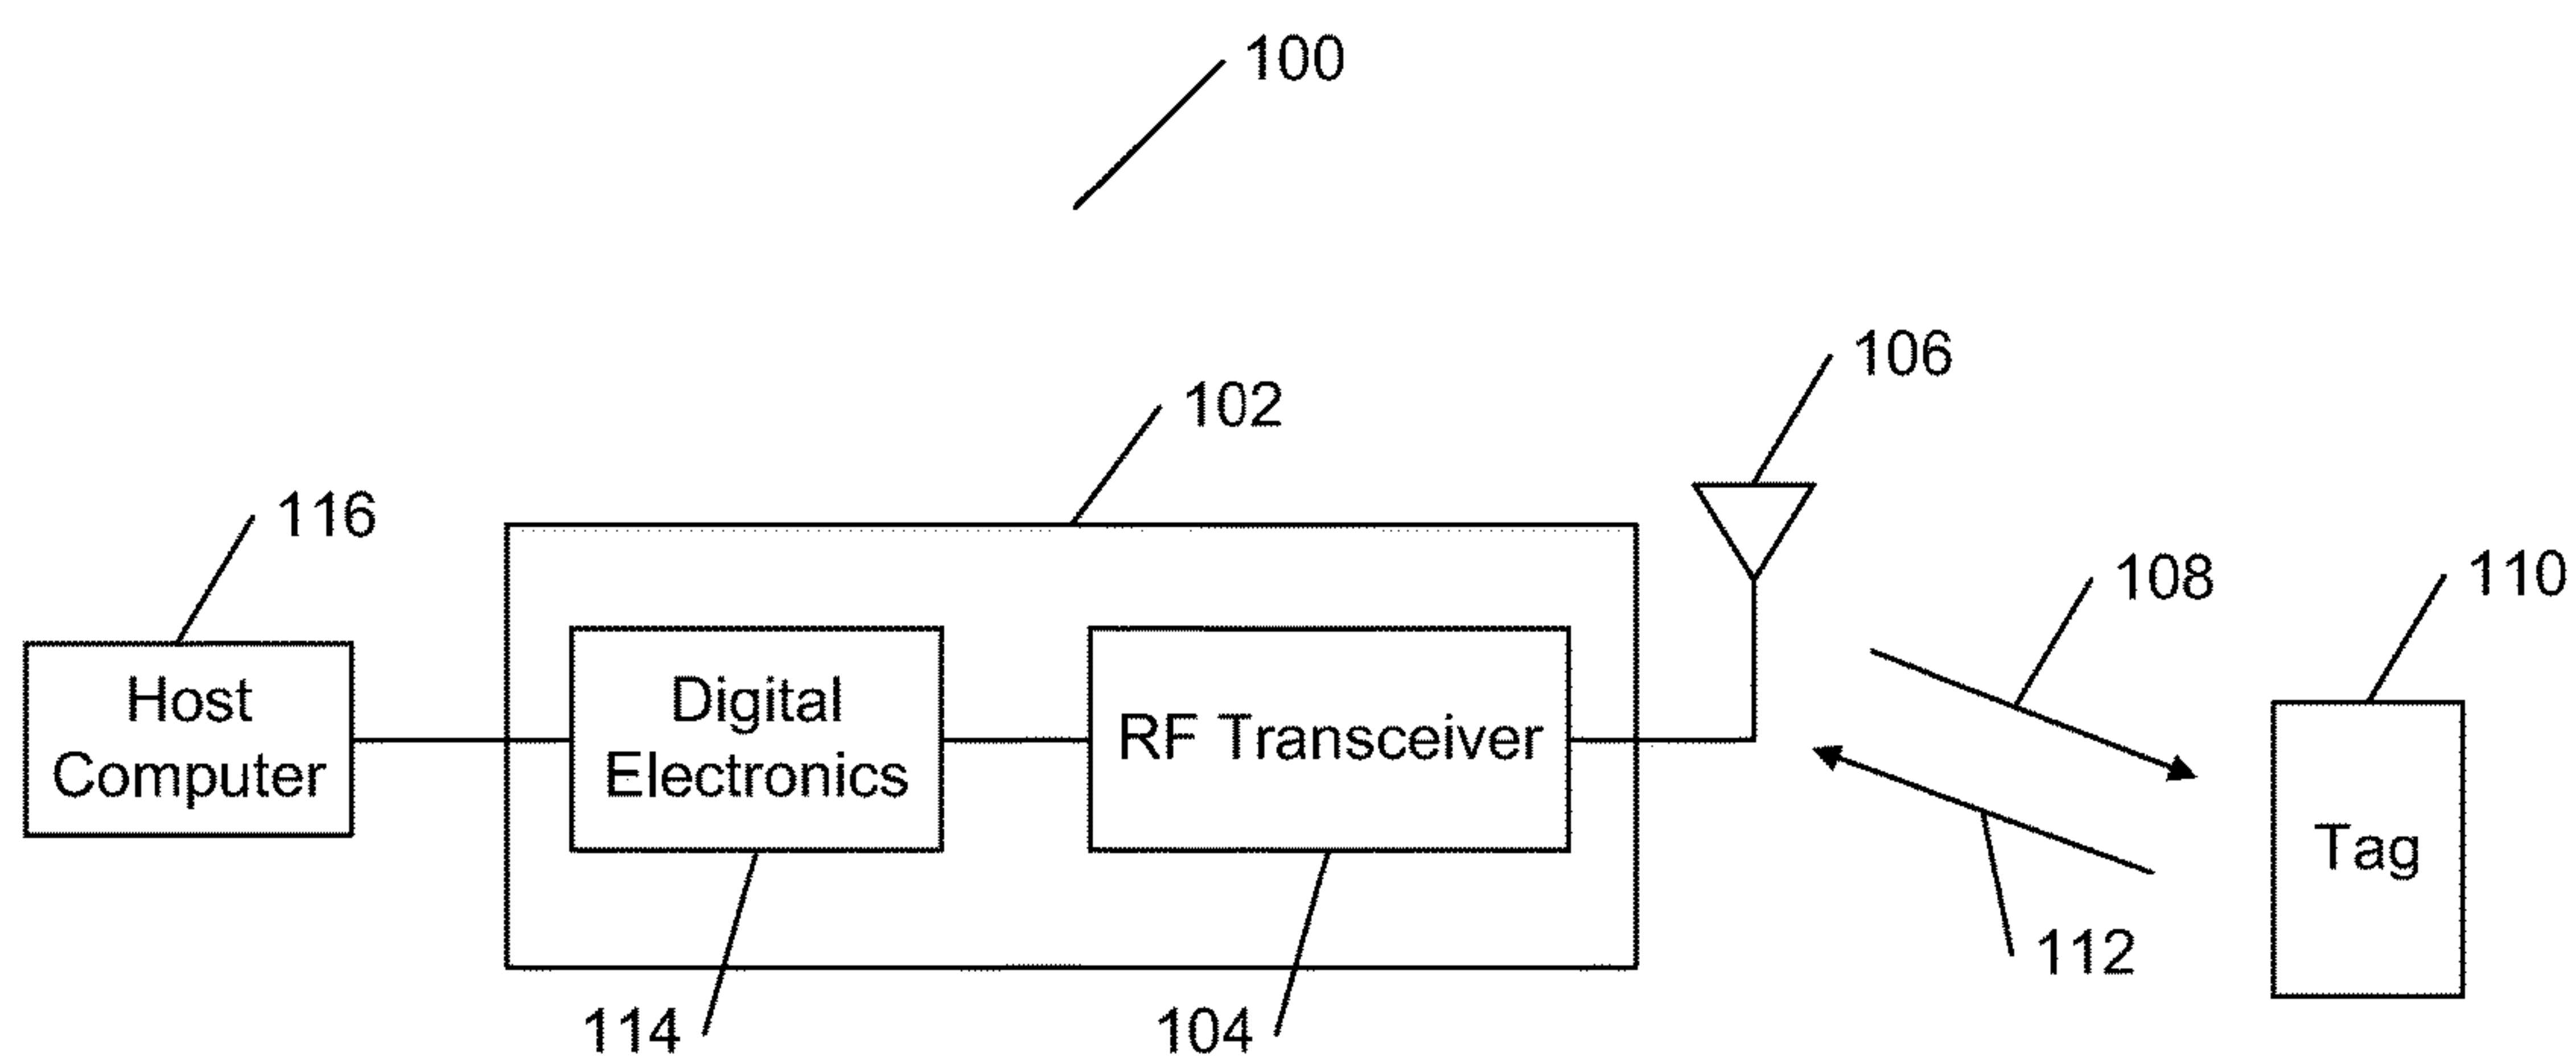 100
106
102
116
108
110
Host
Computer
Digital
Electronics
RF Transceiver
Tag
112
114
104